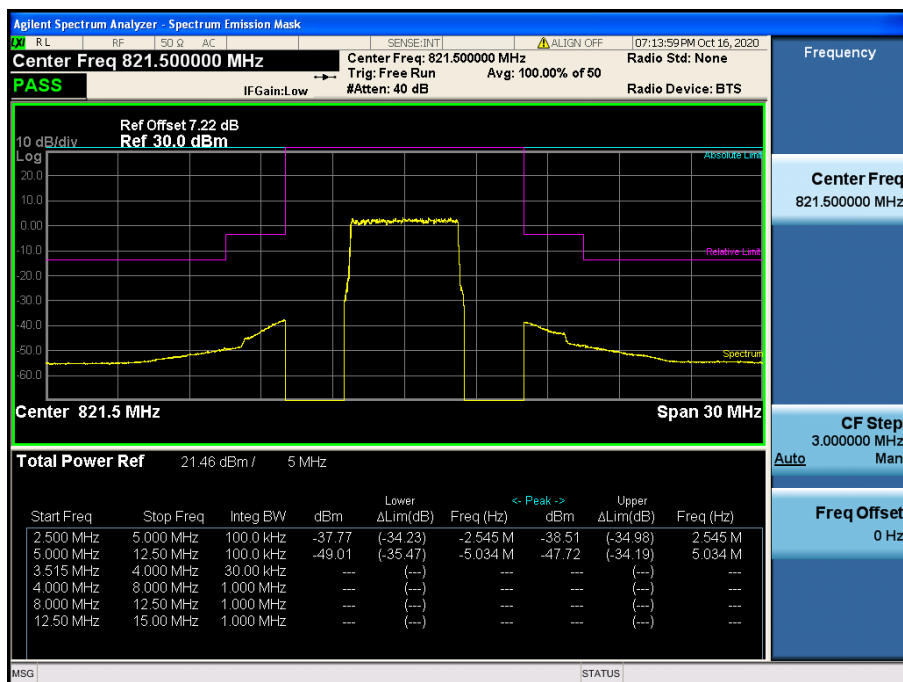 Agilent Spectrum Analyzer - Spectrum Emission Mask
LXI RL RF 50 Ω AC SENSE:INT ALIGN OFF 07:13:59 PM Oct 16, 2020
Center Freq 821.500000 MHz
PASS
IFGain:Low
Center Freq: 821.500000 MHz
Trig: Free Run Avg: 100.00% of 50
#Atten: 40 dB
Radio Std: None
Radio Device: BTS
Ref Offset 7.22 dB
10 dB/div Ref 30.0 dBm
Log
Absolute Limit
20.0
10.0
0.00
-10.0
Relative Limit
-20.0
-30.0
-40.0
-50.0
Spectrum
-60.0
Center 821.5 MHz Span 30 MHz
Total Power Ref 21.46 dBm / 5 MHz
Lower <- Peak -> Upper
Start Freq Stop Freq Integ BW dBm ΔLim(dB) Freq (Hz) dBm ΔLim(dB) Freq (Hz)
2.500 MHz 5.000 MHz 100.0 kHz -37.77 (-34.23) -2.545 M -38.51 (-34.98) 2.545 M
5.000 MHz 12.50 MHz 100.0 kHz -49.01 (-35.47) -5.034 M -47.72 (-34.19) 5.034 M
3.515 MHz 4.000 MHz 30.00 kHz --- (---) --- --- (---) ---
4.000 MHz 8.000 MHz 1.000 MHz --- (---) --- --- (---) ---
8.000 MHz 12.50 MHz 1.000 MHz --- (---) --- --- (---) ---
12.50 MHz 15.00 MHz 1.000 MHz --- (---) --- --- (---) ---
MSG STATUS
Frequency
Center Freq
821.500000 MHz
CF Step
3.000000 MHz
Auto Man
Freq Offset
0 Hz